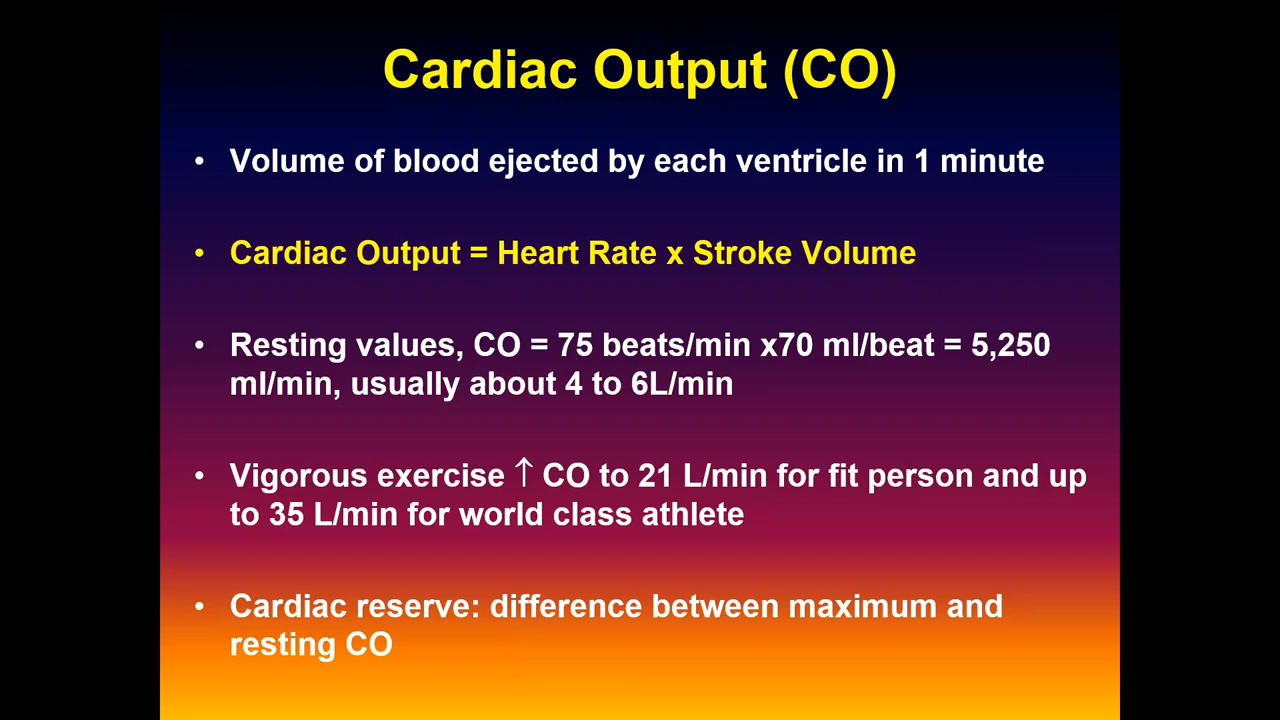 Cardiac Output (CO)
• Volume of blood ejected by each ventricle in 1 minute
• Cardiac Output = Heart Rate x Stroke Volume
• Resting values, CO = 75 beats/min x70 ml/beat = 5,250
ml/min, usually about 4 to 6L/min
• Vigorous exercise ↑ CO to 21 L/min for fit person and up
to 35 L/min for world class athlete
• Cardiac reserve: difference between maximum and
resting CO